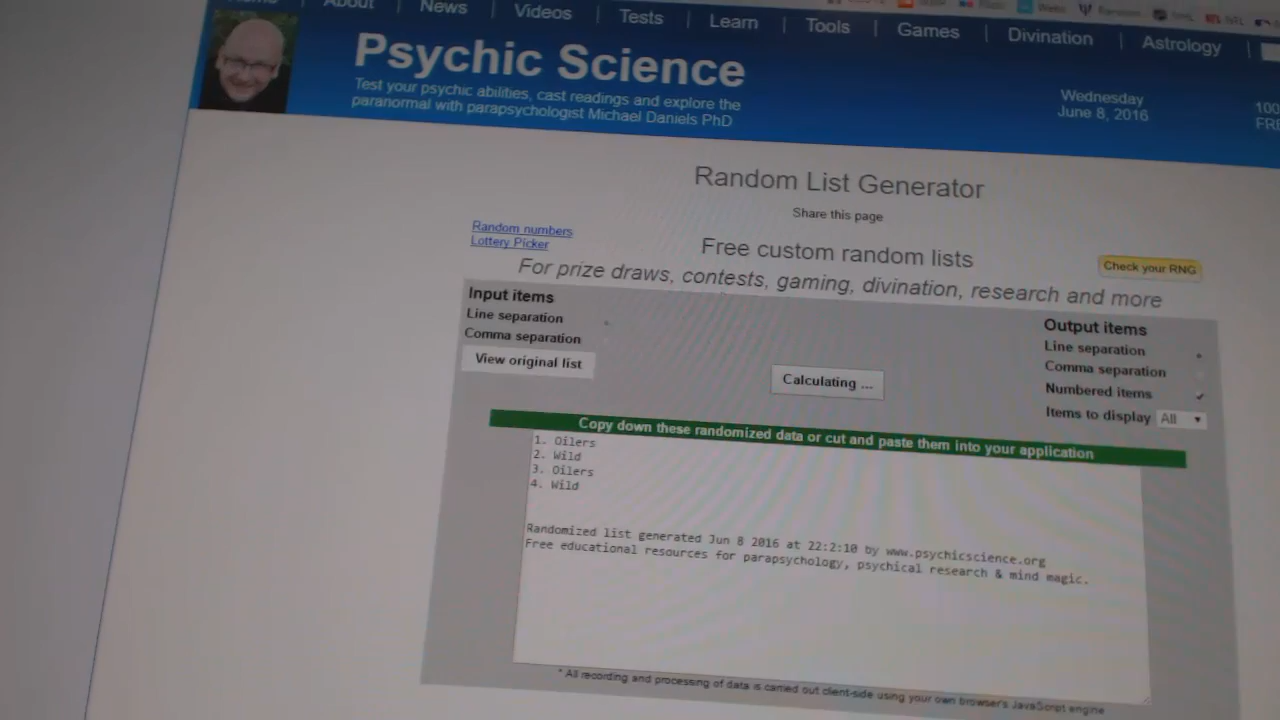 About | News | Videos | Tests | Learn | Tools | Games | Divination | Astrology |
Psychic Science
Test your psychic abilities, cast readings and explore the
paranormal with parapsychologist Michael Daniels PhD
Wednesday
June 8, 2016
100
FRE
Random List Generator
Share this page
Random numbers
Lottery Picker
Free custom random lists
Check your RNG
For prize draws, contests, gaming, divination, research and more
Input items
Line separation
Comma separation
View original list
Calculating ...
Output items
Line separation
Comma separation
Numbered items
Items to display All
Copy down these randomized data or cut and paste them into your application
1. Oilers
2. Wild
3. Oilers
4. Wild
Randomized list generated Jun 8 2016 at 22:2:10 by www.psychicscience.org
Free educational resources for parapsychology, psychical research & mind magic.
* All recording and processing of data is carried out client-side using your own browser's JavaScript engine